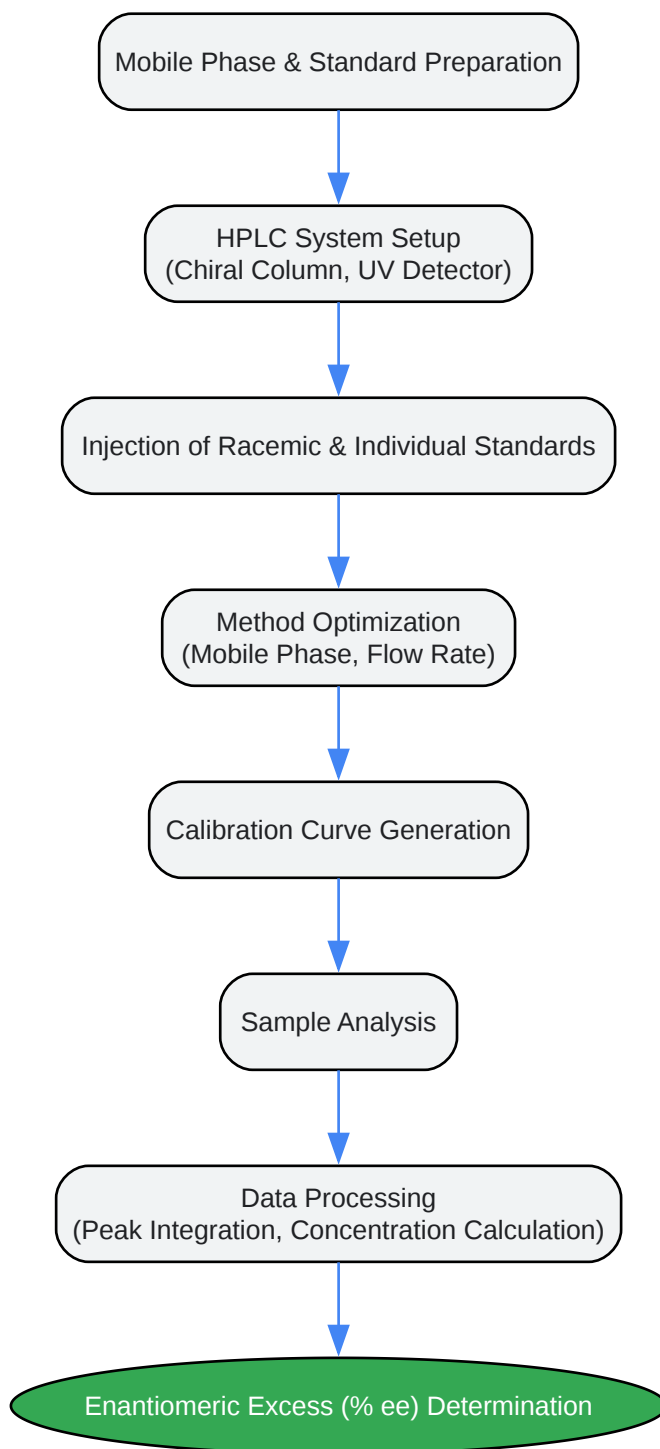 Mobile Phase & Standard Preparation
HPLC System Setup
(Chiral Column, UV Detector)
Injection of Racemic & Individual Standards
Method Optimization
(Mobile Phase, Flow Rate)
Calibration Curve Generation
Sample Analysis
Data Processing
(Peak Integration, Concentration Calculation)
Enantiomeric Excess (% ee) Determination